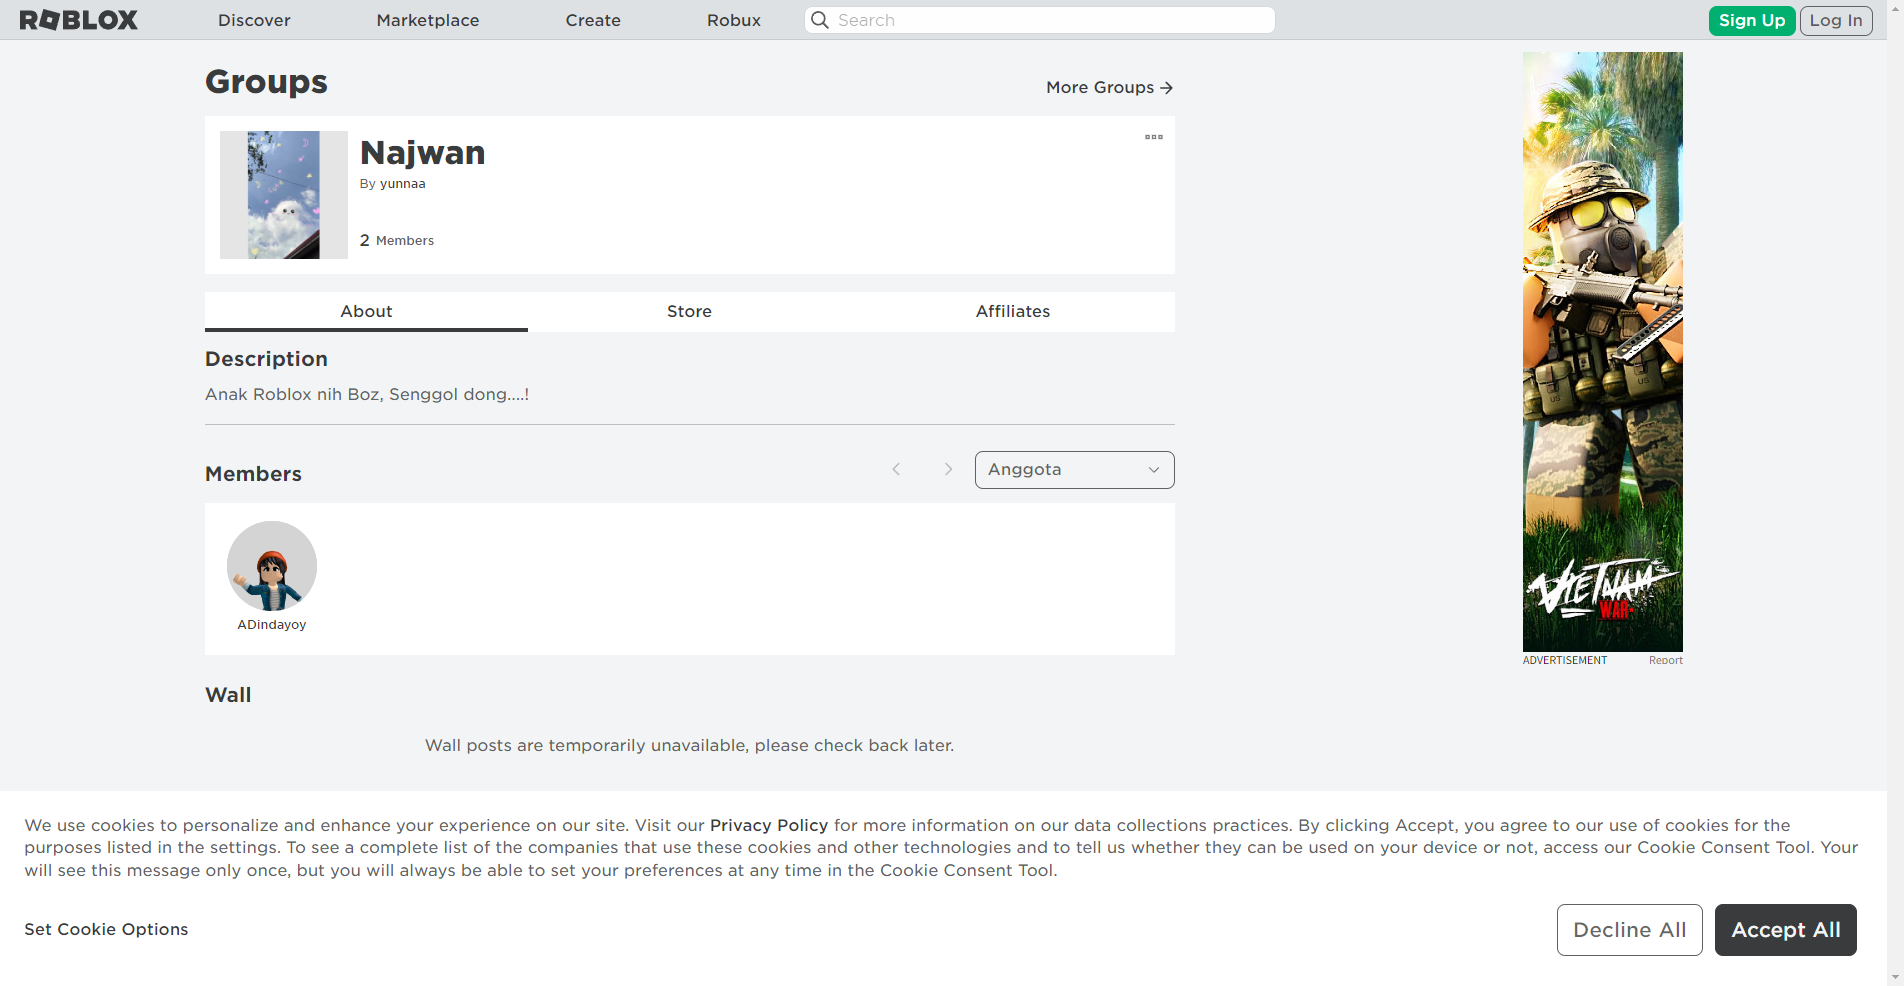 ROBLOX Discover Marketplace Create Robux Search Sign Up Log In
Groups
More Groups
Najwan
By yunnaa
2 Members
About Store Affiliates
Description
Anak Roblox nih Boz, Senggol dong....!
Members
Anggota
ADindayoy
Wall
Wall posts are temporarily unavailable, please check back later.
US
US
VIETNAM
WAR
ADVERTISEMENT Report
We use cookies to personalize and enhance your experience on our site. Visit our Privacy Policy for more information on our data collections practices. By clicking Accept, you agree to our use of cookies for the
purposes listed in the settings. To see a complete list of the companies that use these cookies and other technologies and to tell us whether they can be used on your device or not, access our Cookie Consent Tool. Your
will see this message only once, but you will always be able to set your preferences at any time in the Cookie Consent Tool.
Set Cookie Options
Decline All Accept All